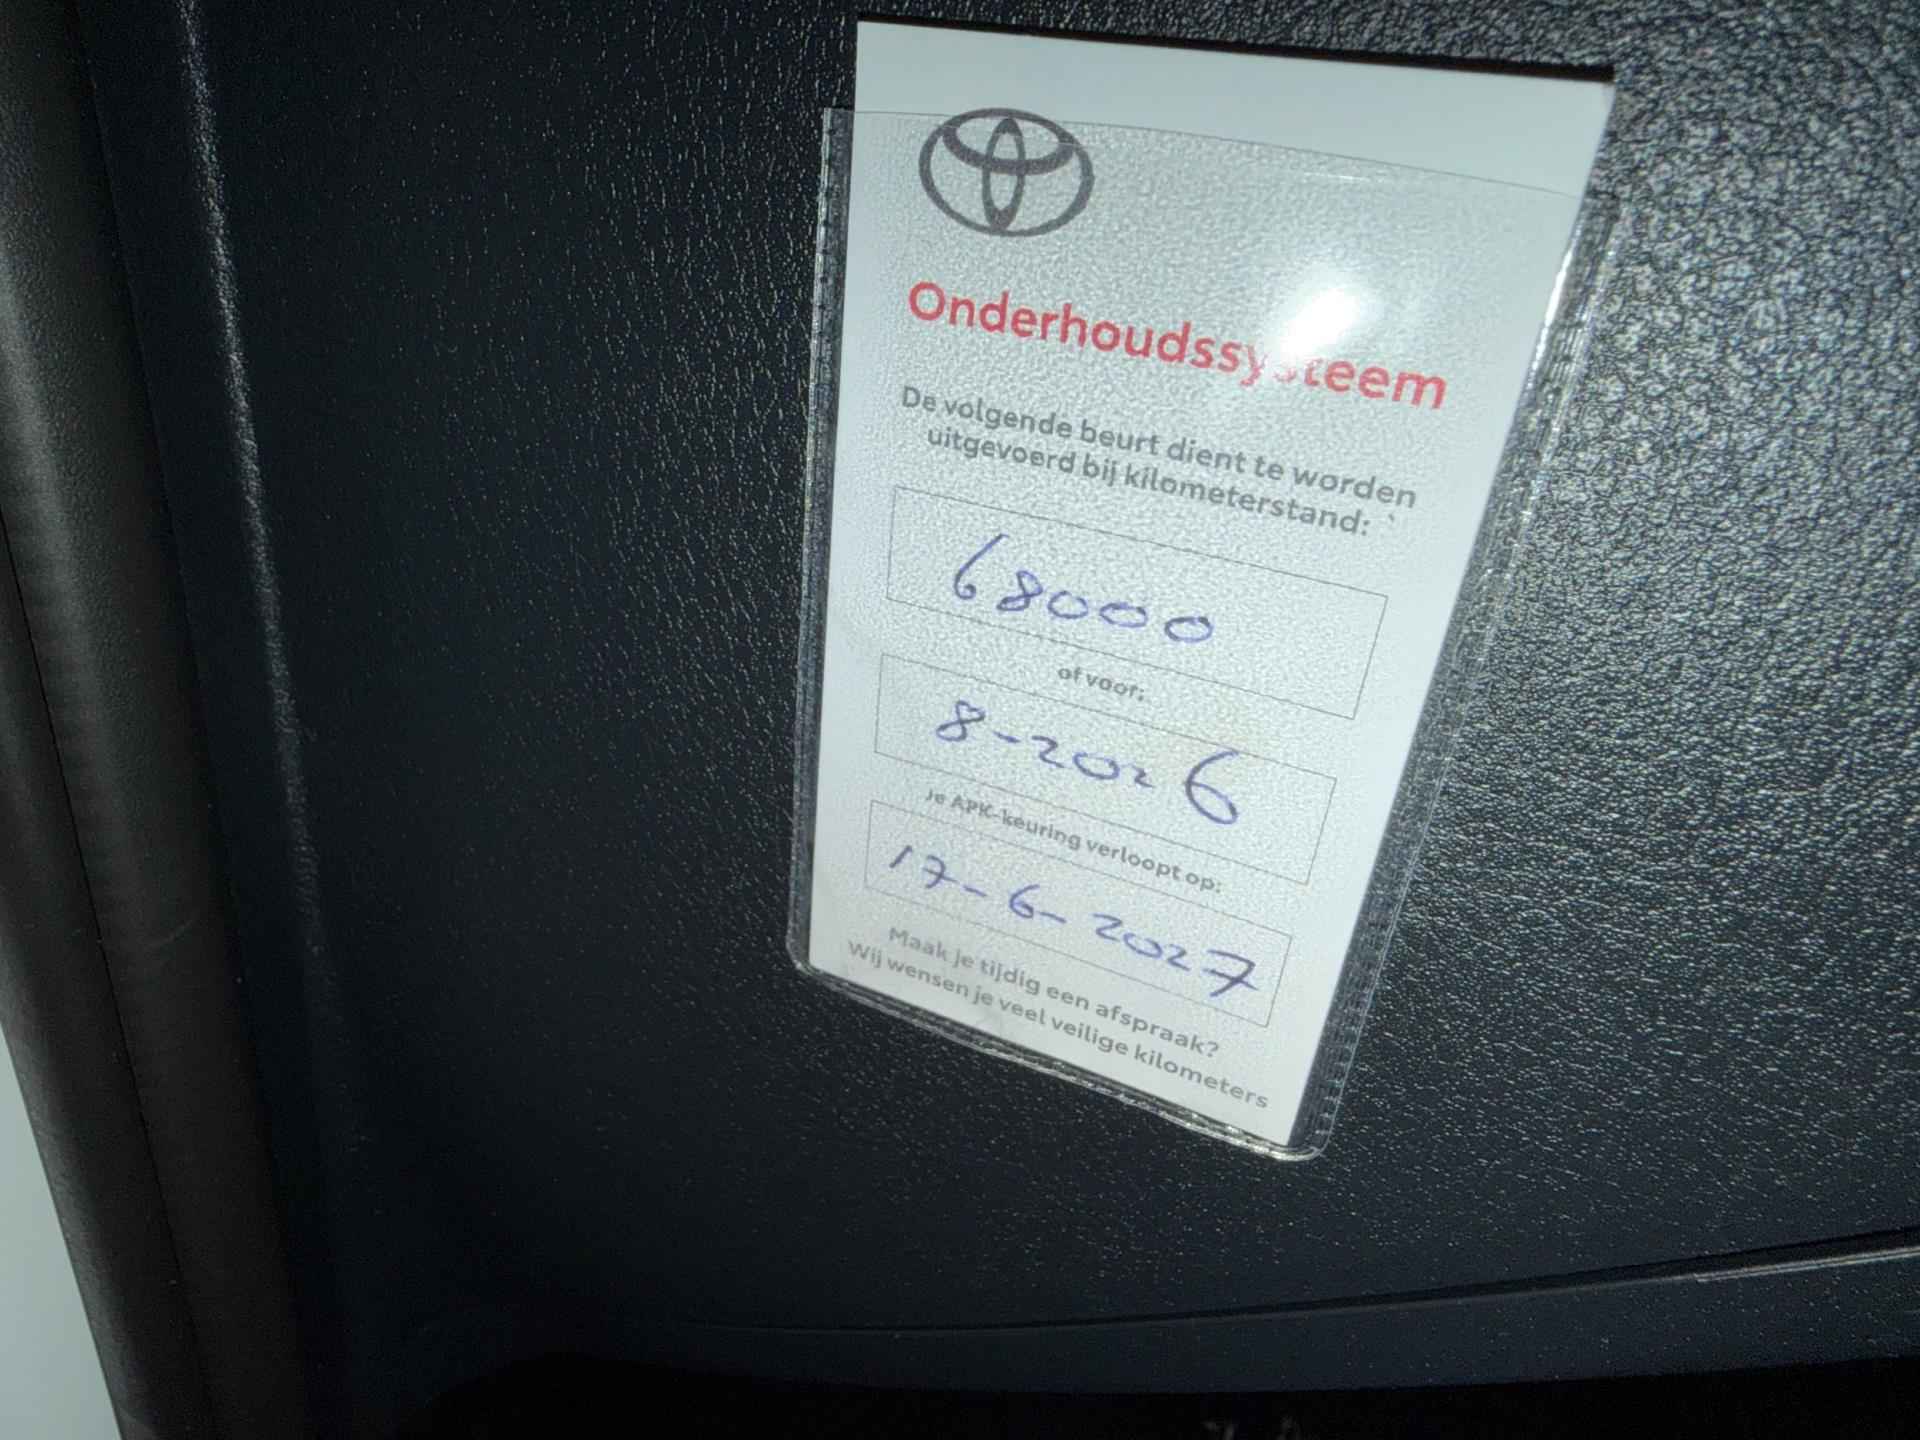 Onderhoudssysteem
De volgende beurt dient te worden
uitgevoerd bij kilometerstand:
68000
of voor:
8-2026
Je APK-keuring verloopt op:
17-6-2027
Maak je tijdig een afspraak?
Wij wensen je veel veilige kilometers